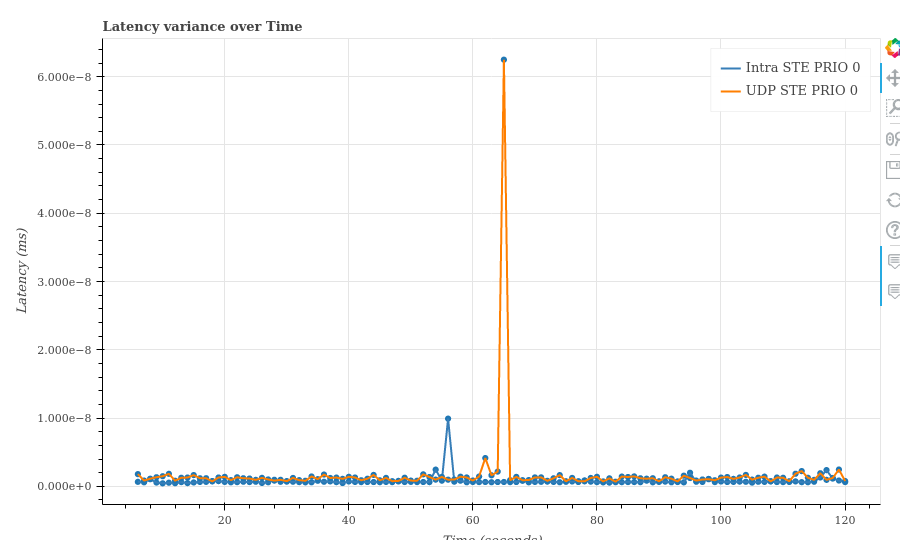 Latency variance over Time
Intra STE PRIO 0
UDP STE PRIO 0
Latency (ms)
6.000e−8
5.000e−8
4.000e−8
3.000e−8
2.000e−8
1.000e−8
0.000e+0
20 40 60 80 100 120
Time (seconds)